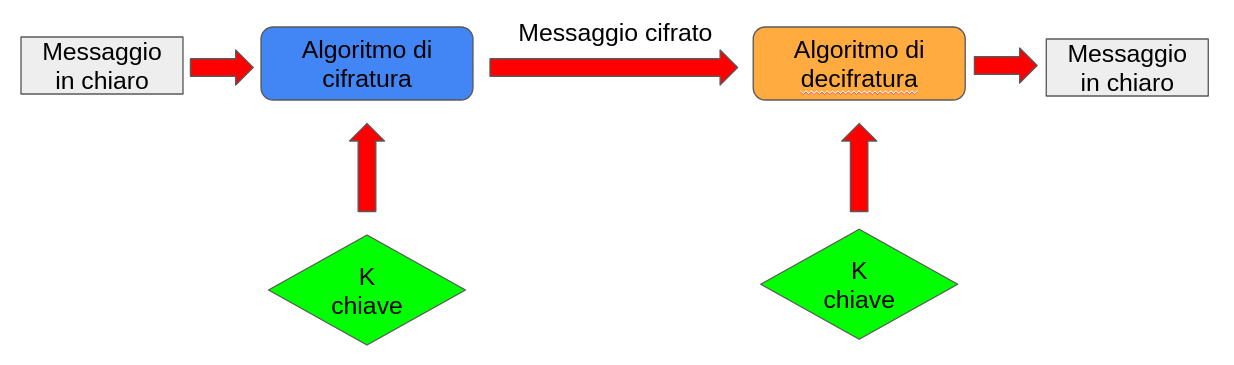 Messaggio cifrato
Messaggio
in chiaro
Algoritmo di
cifratura
Algoritmo di
decifratura
Messaggio
in chiaro
K
chiave
K
chiave